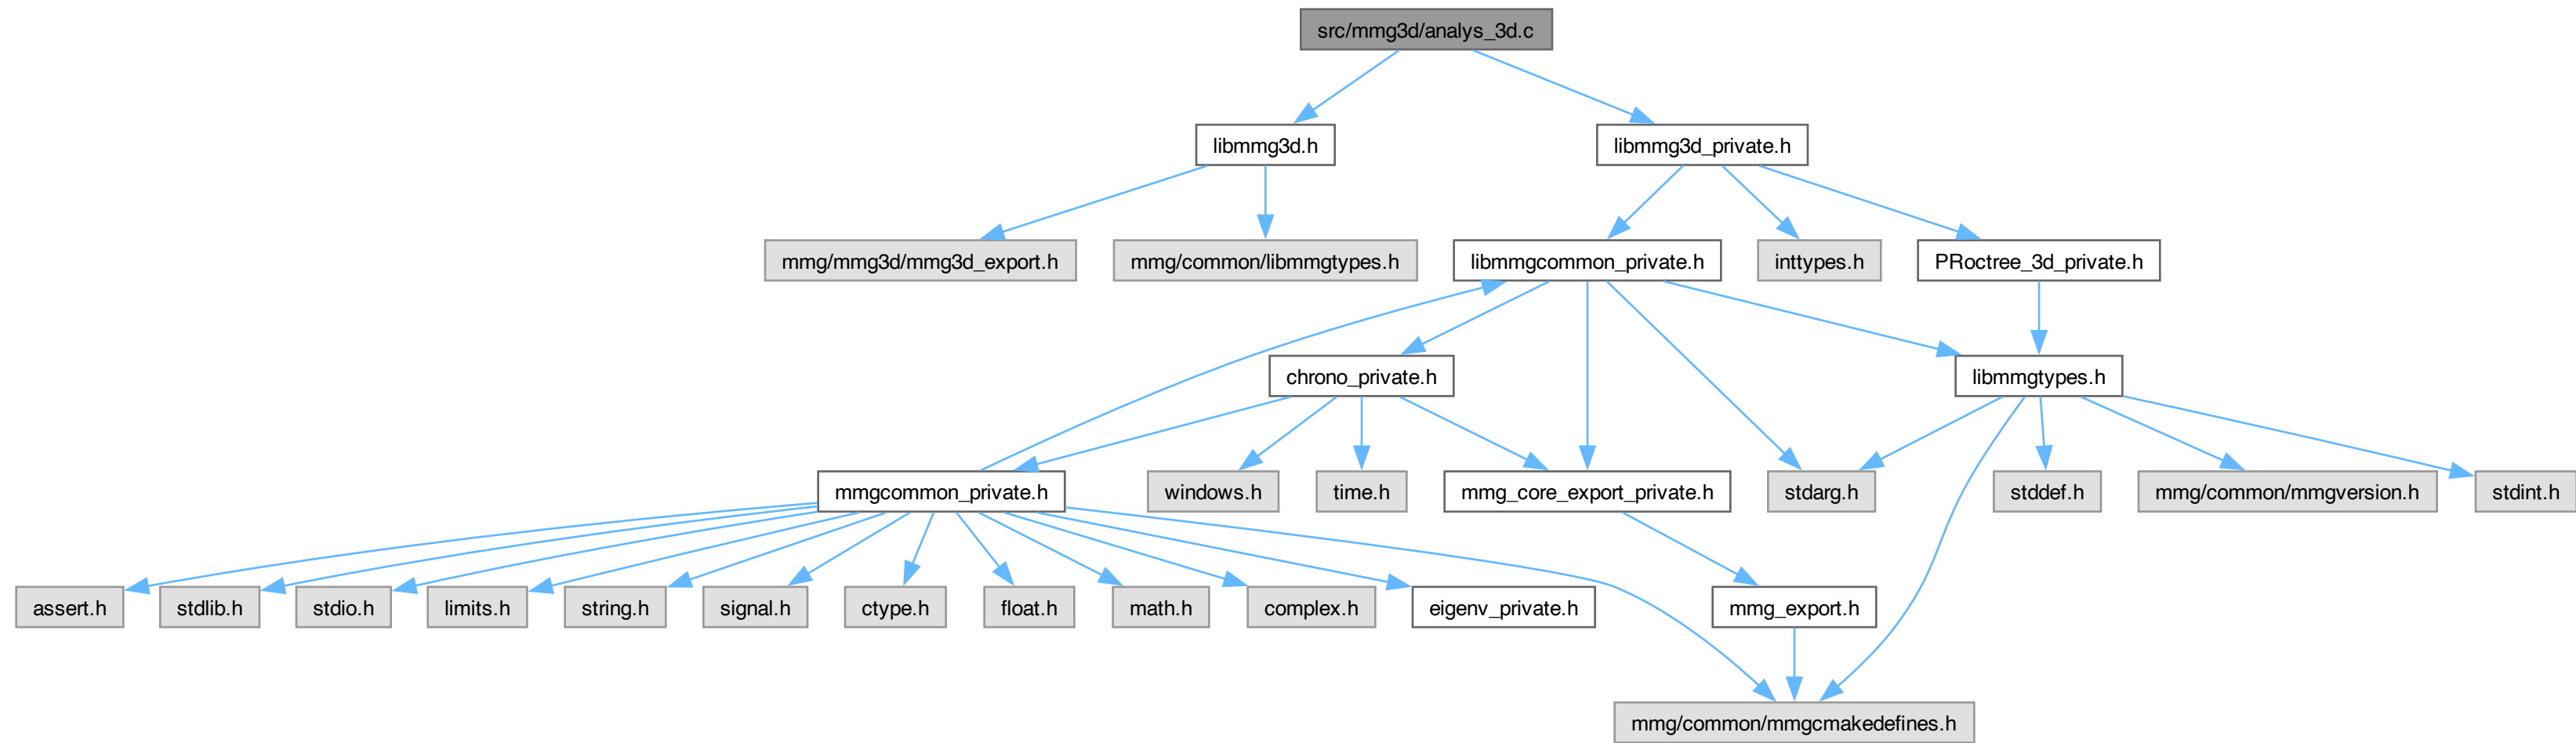 src/mmg3d/analys_3d.c
libmmg3d.h
libmmg3d_private.h
mmg/mmg3d/mmg3d_export.h
mmg/common/libmmgtypes.h
libmmgcommon_private.h
inttypes.h
PRoctree_3d_private.h
chrono_private.h
libmmgtypes.h
mmgcommon_private.h
windows.h
time.h
mmg_core_export_private.h
stdarg.h
stddef.h
mmg/common/mmgversion.h
stdint.h
assert.h
stdlib.h
stdio.h
limits.h
string.h
signal.h
ctype.h
float.h
math.h
complex.h
eigenv_private.h
mmg_export.h
mmg/common/mmgcmakedefines.h